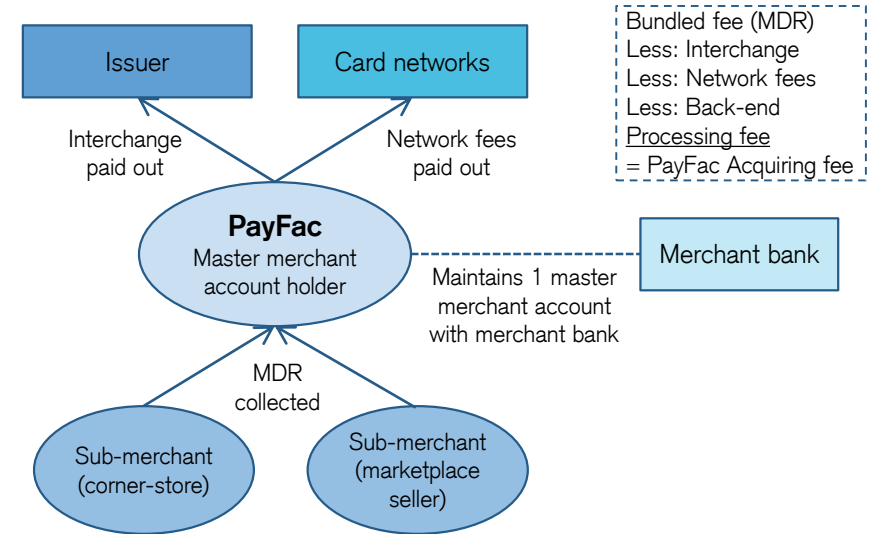 Issuer
Card networks
Bundled fee (MDR)
Less: Interchange
Less: Network fees
Less: Back-end
Processing fee
= PayFac Acquiring fee
Interchange
paid out
Network fees
paid out
PayFac
Master merchant
account holder
Merchant bank
Maintains 1 master
merchant account
with merchant bank
MDR
collected
Sub-merchant
(corner-store)
Sub-merchant
(marketplace
seller)